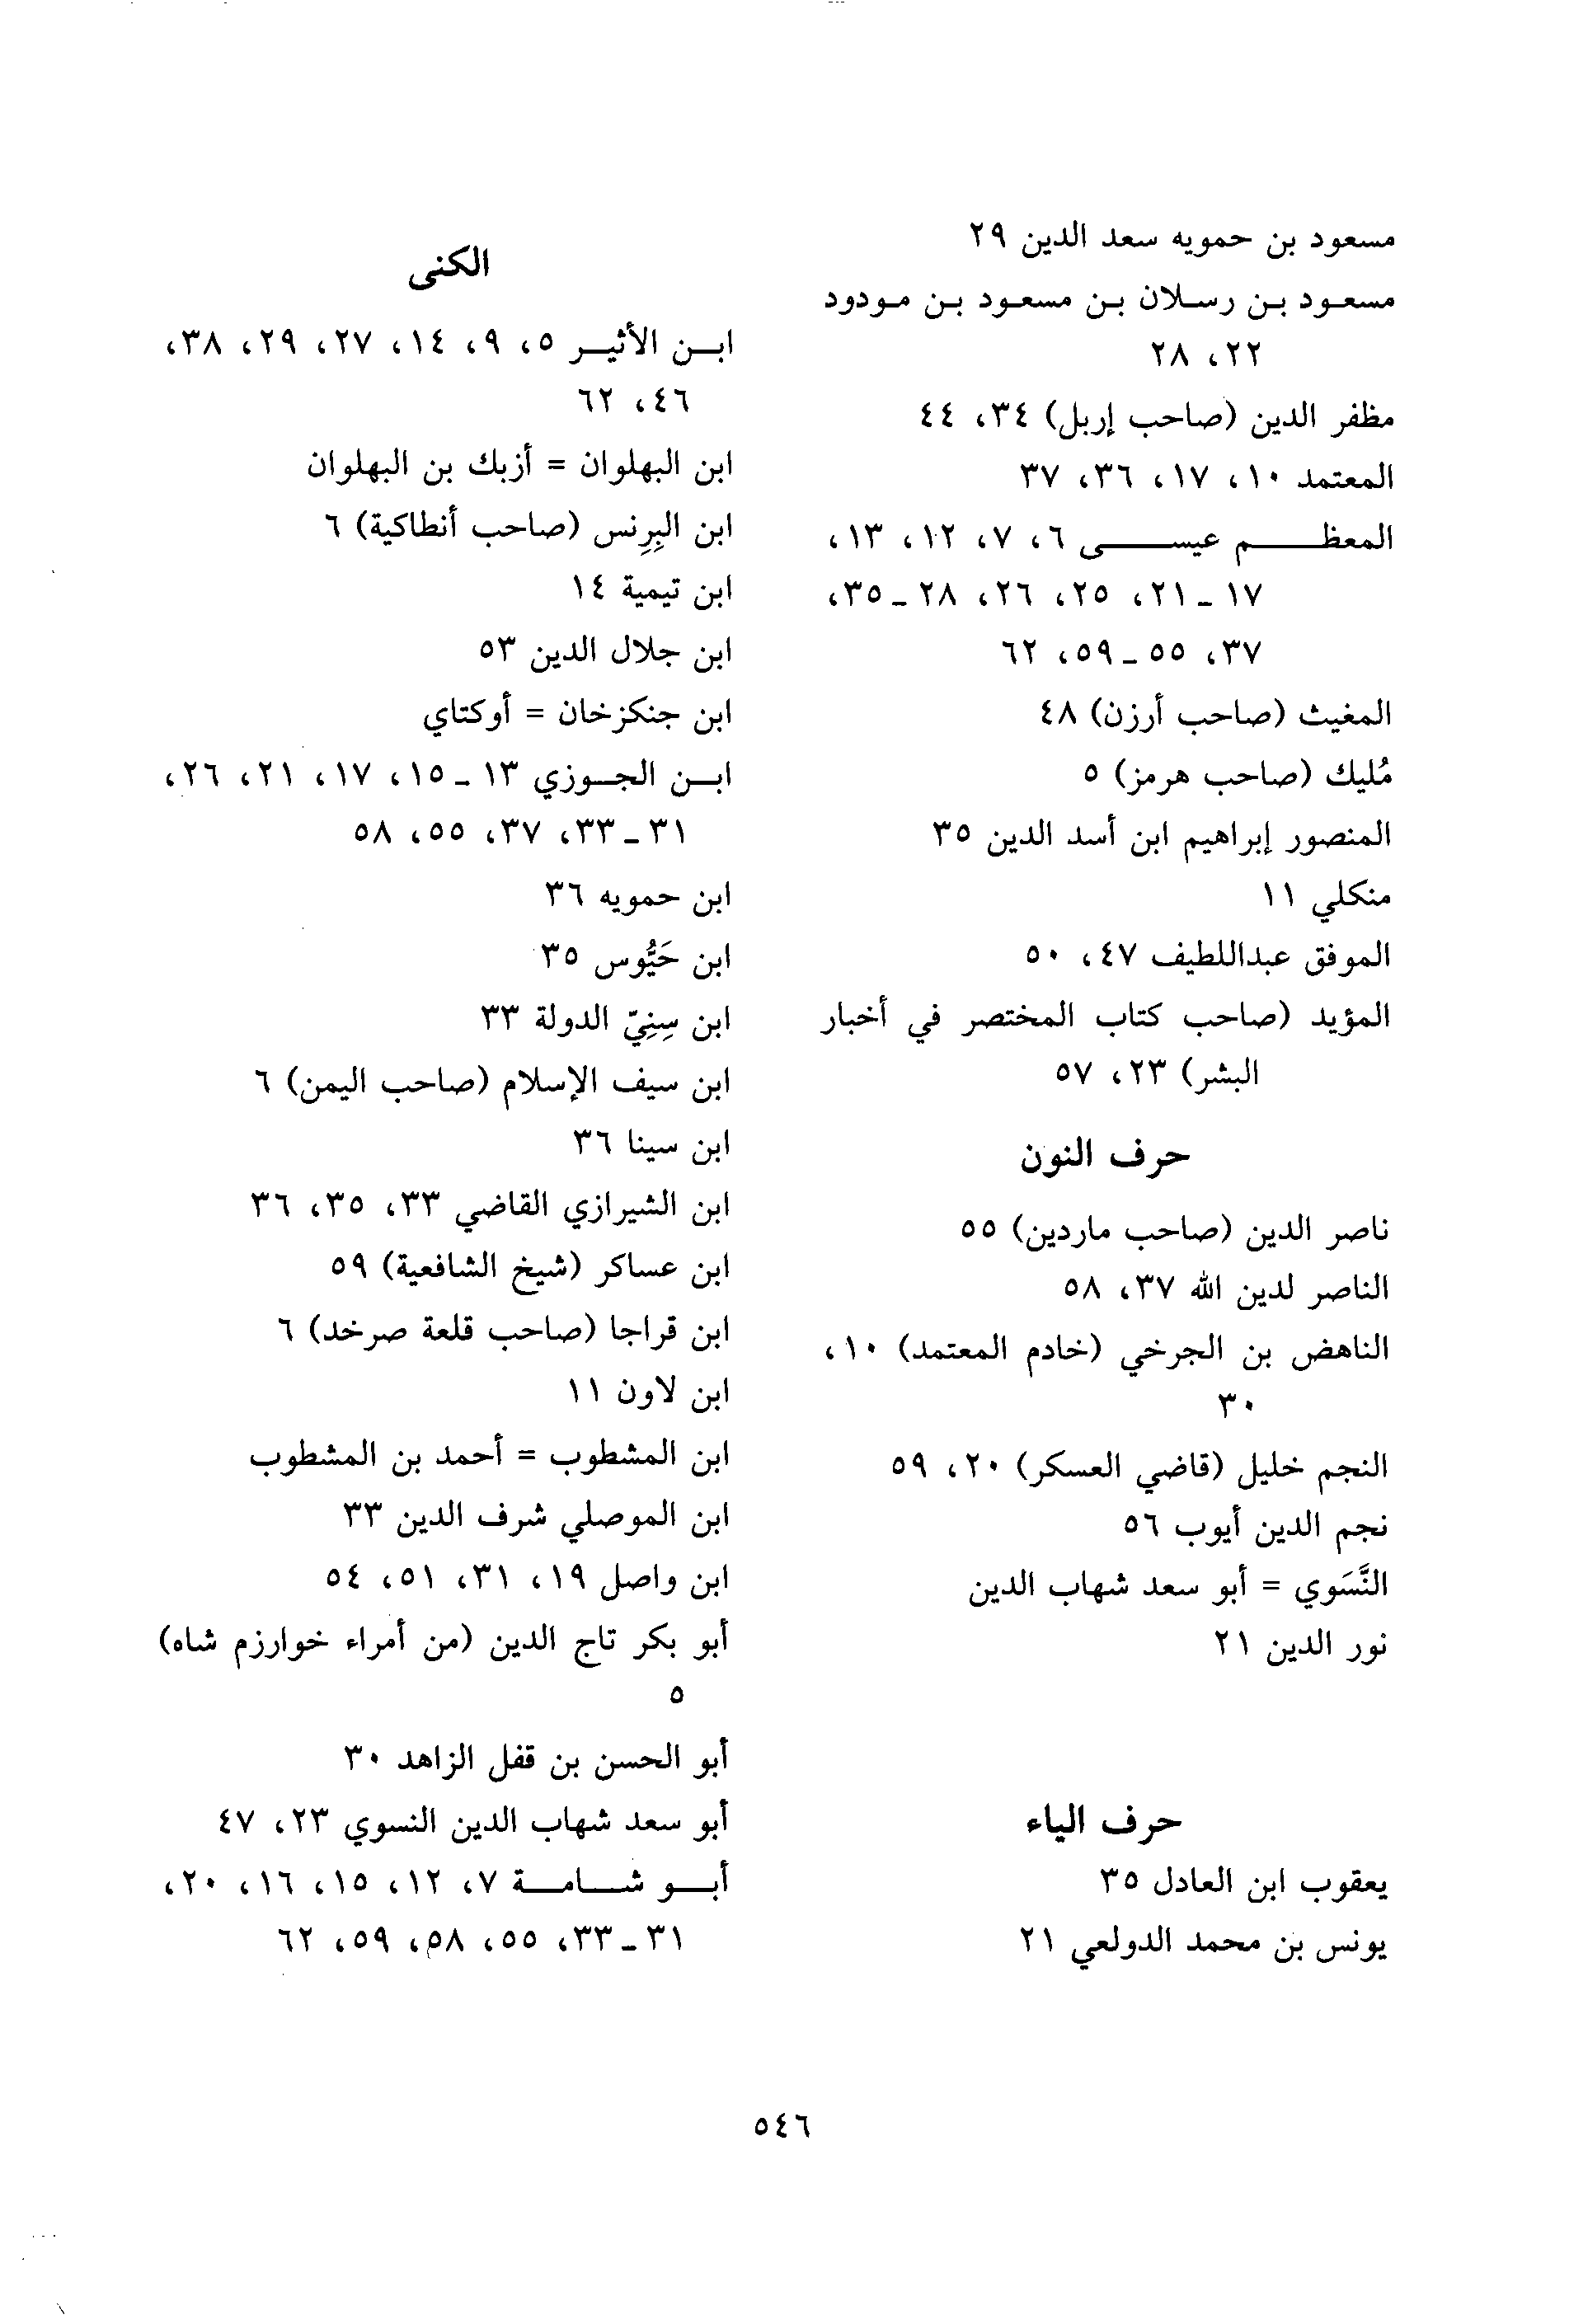 مسعود بن حمويه سعد الدين ٢٩
مسعود بن رسلان بن مسعود بن مودود
٢٢، ٢٨
مظفر الدين (صاحب إربل) ٣٤، ٤٤
المعتمد ١٠، ١٧، ٣٦، ٣٧
المعظم عيسى ٦، ٧، ١٢، ١٣،
١٧ - ٢١، ٢٥، ٢٦، ٢٨ - ٣٥،
٣٧، ٥٥ - ٥٩، ٦٢
المغيث (صاحب أرزن) ٤٨
مُليك (صاحب هرمز) ٥
المنصور إبراهيم ابن أسد الدين ٣٥
منكلي ١١
الموفق عبداللطيف ٤٧، ٥٠
المؤيد (صاحب كتاب المختصر في أخبار
البشر) ٢٣، ٥٧
حرف النون
ناصر الدين (صاحب ماردين) ٥٥
الناصر لدين الله ٣٧، ٥٨
الناهض بن الجرخي (خادم المعتمد) ١٠،
٣٠
النجم خليل (قاضي العسكر) ٢٠، ٥٩
نجم الدين أيوب ٥٦
النَّسَوي = أبو سعد شهاب الدين
نور الدين ٢١
حرف الياء
يعقوب ابن العادل ٣٥
يونس بن محمد الدولعي ٢١
الكنى
ابن الأثير ٥، ٩، ١٤، ٢٧، ٢٩، ٣٨،
٤٦، ٦٢
ابن البهلوان = أزبك بن البهلوان
ابن البِرِنس (صاحب أنطاكية) ٦
ابن تيمية ١٤
ابن جلال الدين ٥٣
ابن جنكزخان = أوكتاي
ابن الجوزي ١٣ - ١٥، ١٧، ٢١، ٢٦،
٣١ - ٣٣، ٣٧، ٥٥، ٥٨
ابن حمويه ٣٦
ابن حَيُّوس ٣٥
ابن سِنِيّ الدولة ٣٣
ابن سيف الإسلام (صاحب اليمن) ٦
ابن سينا ٣٦
ابن الشيرازي القاضي ٣٣، ٣٥، ٣٦
ابن عساكر (شيخ الشافعية) ٥٩
ابن قراجا (صاحب قلعة صرخد) ٦
ابن لاون ١١
ابن المشطوب = أحمد بن المشطوب
ابن الموصلي شرف الدين ٣٣
ابن واصل ١٩، ٣١، ٥١، ٥٤
أبو بكر تاج الدين (من أمراء خوارزم شاه)
٥
أبو الحسن بن قفل الزاهد ٣٠
أبو سعد شهاب الدين النسوي ٢٣، ٤٧
أبو شامة ٧، ١٢، ١٥، ١٦، ٢٠،
٣١ - ٣٣، ٥٥، ٥٨، ٥٩، ٦٢
٥٤٦